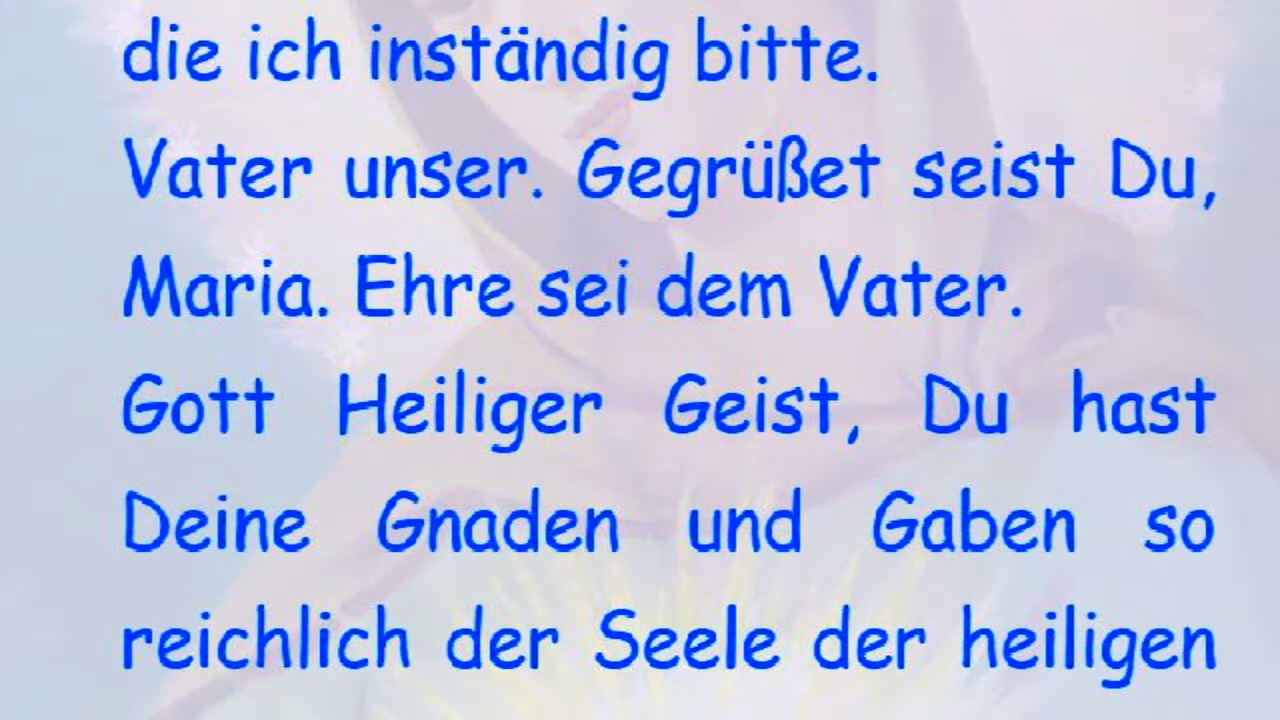 die ich inständig bitte.
Vater unser. Gegrüßet seist Du,
Maria. Ehre sei dem Vater.
Gott Heiliger Geist, Du hast
Deine Gnaden und Gaben so
reichlich der Seele der heiligen